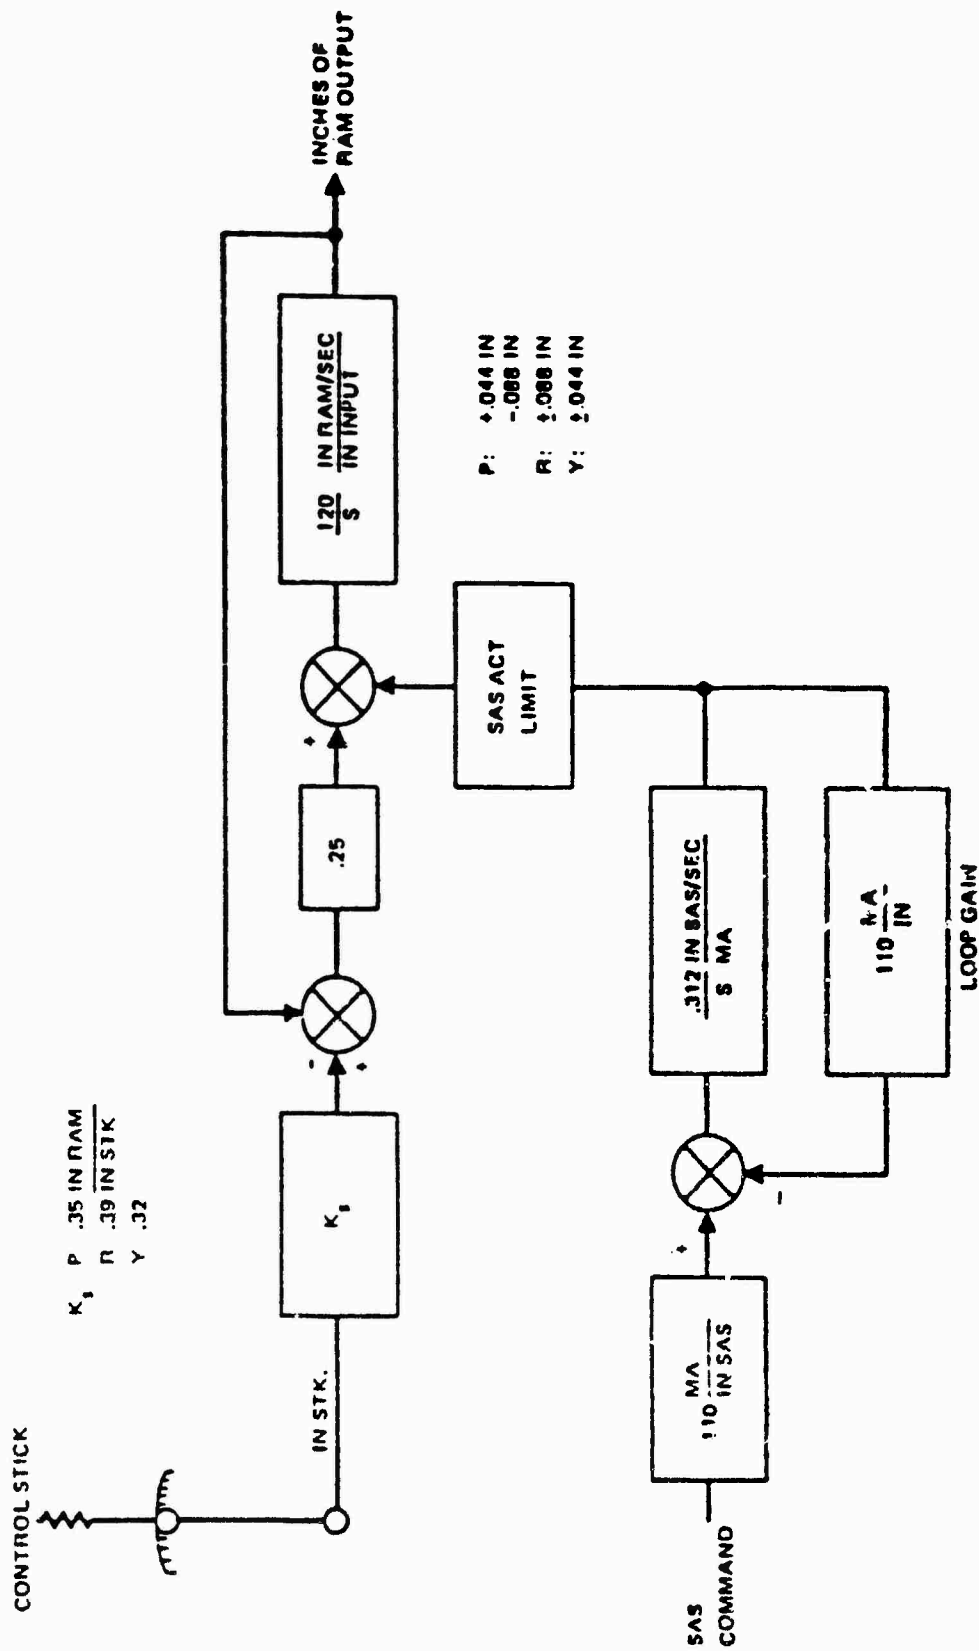 CONTROL STICK
IN STK.
K₃ P .35 IN RAM
R .39 IN STK
Y .32
K₃
-
+
.25
+
120 IN RAM/SEC
S IN INPUT
INCHES OF
RAM OUTPUT
P: +.044 IN
-.088 IN
R: ±.088 IN
Y: ±.044 IN
SAS ACT
LIMIT
SAS
COMMAND
110 MA
IN SAS
+
-
.312 IN SAS/SEC
S MA
110 MA
IN
LOOP GAIN